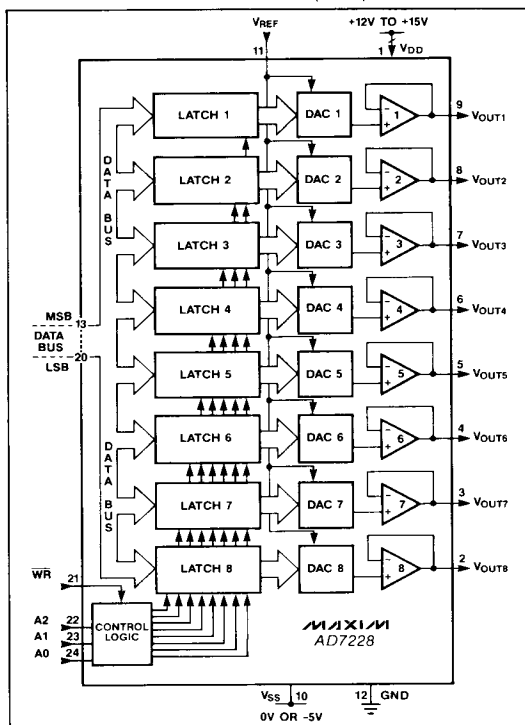 VREF
+12V TO +15V
11
1
VDD
LATCH 1
DAC 1
1
9
VOUT1
DATA BUS
LATCH 2
DAC 2
2
8
VOUT2
LATCH 3
DAC 3
3
7
VOUT3
LATCH 4
DAC 4
4
6
VOUT4
MSB
13
DATA
BUS
20
LSB
LATCH 5
DAC 5
5
5
VOUT5
LATCH 6
DAC 6
6
4
VOUT6
DATA BUS
LATCH 7
DAC 7
7
3
VOUT7
LATCH 8
DAC 8
8
2
VOUT8
WR
21
A2
22
A1
23
A0
24
CONTROL
LOGIC
MAXIM
AD7228
VSS
10
12
GND
0V OR -5V